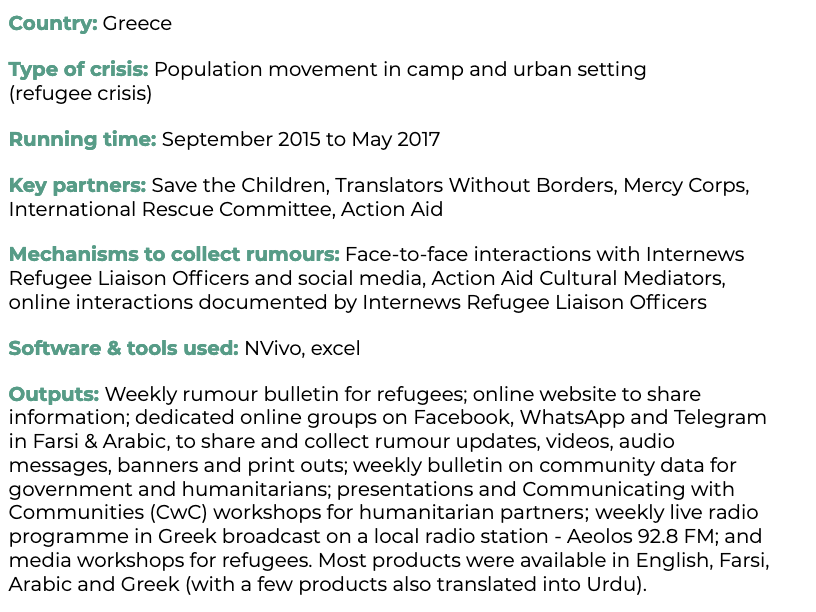 Country: Greece
Type of crisis: Population movement in camp and urban setting
(refugee crisis)
Running time: September 2015 to May 2017
Key partners: Save the Children, Translators Without Borders, Mercy Corps,
International Rescue Committee, Action Aid
Mechanisms to collect rumours: Face-to-face interactions with Internews
Refugee Liaison Officers and social media, Action Aid Cultural Mediators,
online interactions documented by Internews Refugee Liaison Officers
Software & tools used: NVivo, excel
Outputs: Weekly rumour bulletin for refugees; online website to share
information; dedicated online groups on Facebook, WhatsApp and Telegram
in Farsi & Arabic, to share and collect rumour updates, videos, audio
messages, banners and print outs; weekly bulletin on community data for
government and humanitarians; presentations and Communicating with
Communities (CwC) workshops for humanitarian partners; weekly live radio
programme in Greek broadcast on a local radio station - Aeolos 92.8 FM; and
media workshops for refugees. Most products were available in English, Farsi,
Arabic and Greek (with a few products also translated into Urdu).